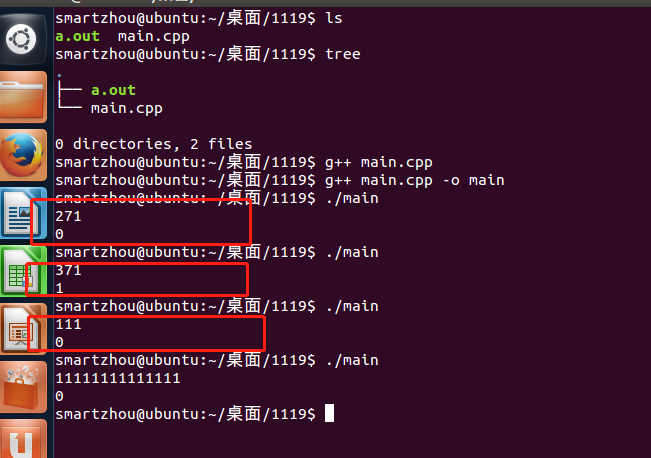 smartzhou@ubuntu:~/桌面/1119$ ls
a.out  main.cpp
smartzhou@ubuntu:~/桌面/1119$ tree
.
├── a.out
└── main.cpp

0 directories, 2 files
smartzhou@ubuntu:~/桌面/1119$ g++ main.cpp
smartzhou@ubuntu:~/桌面/1119$ g++ main.cpp -o main
smartzhou@ubuntu:~/桌面/1119$ ./main
271
0
smartzhou@ubuntu:~/桌面/1119$ ./main
371
1
smartzhou@ubuntu:~/桌面/1119$ ./main
111
0
smartzhou@ubuntu:~/桌面/1119$ ./main
11111111111111
0
smartzhou@ubuntu:~/桌面/1119$